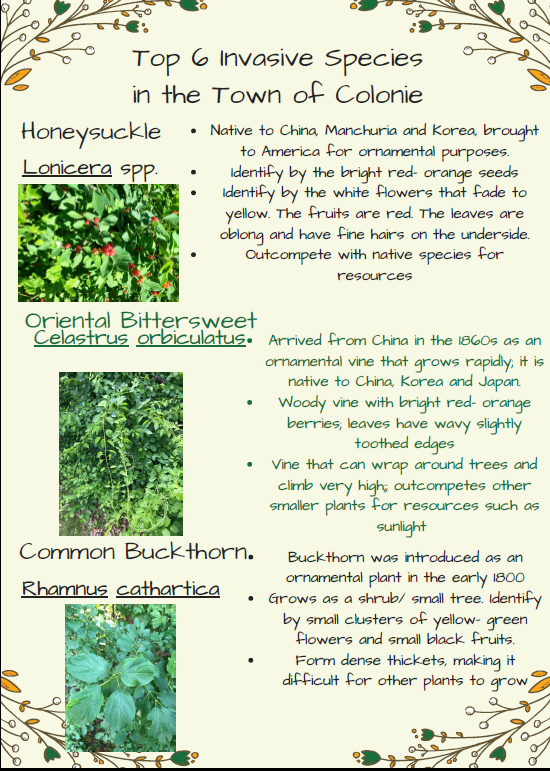 Top 6 Invasive Species
in the Town of Colonie
Honeysuckle
Lonicera spp.
• Native to China, Manchuria and Korea, brought
to America for ornamental purposes.
• Identify by the bright red- orange seeds
• Identify by the white flowers that fade to
yellow. The fruits are red. The leaves are
oblong and have fine hairs on the underside.
• Outcompete with native species for
resources
Oriental Bittersweet
Celastrus orbiculatus
• Arrived from China in the 1860s as an
ornamental vine that grows rapidly; it is
native to China, Korea and Japan.
• Woody vine with bright red- orange
berries; leaves have wavy slightly
toothed edges
• Vine that can wrap around trees and
climb very high; outcompetes other
smaller plants for resources such as
sunlight
Common Buckthorn
Rhamnus cathartica
• Buckthorn was introduced as an
ornamental plant in the early 1800
• Grows as a shrub/ small tree. Identify
by small clusters of yellow- green
flowers and small black fruits.
• Form dense thickets, making it
difficult for other plants to grow